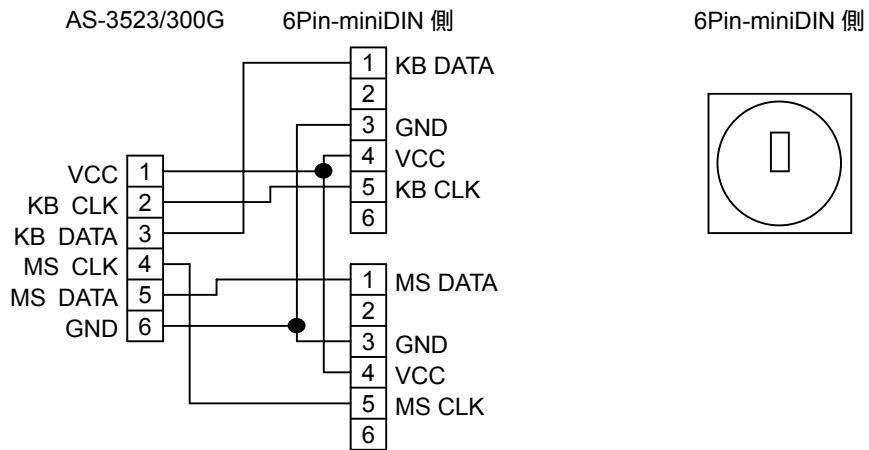 AS-3523/300G 6Pin-miniDIN 側 6Pin-miniDIN 側
1 KB DATA
2
3 GND
4 VCC
5 KB CLK
6
VCC 1
KB CLK 2
KB DATA 3
MS CLK 4
MS DATA 5
GND 6
1 MS DATA
2
3 GND
4 VCC
5 MS CLK
6